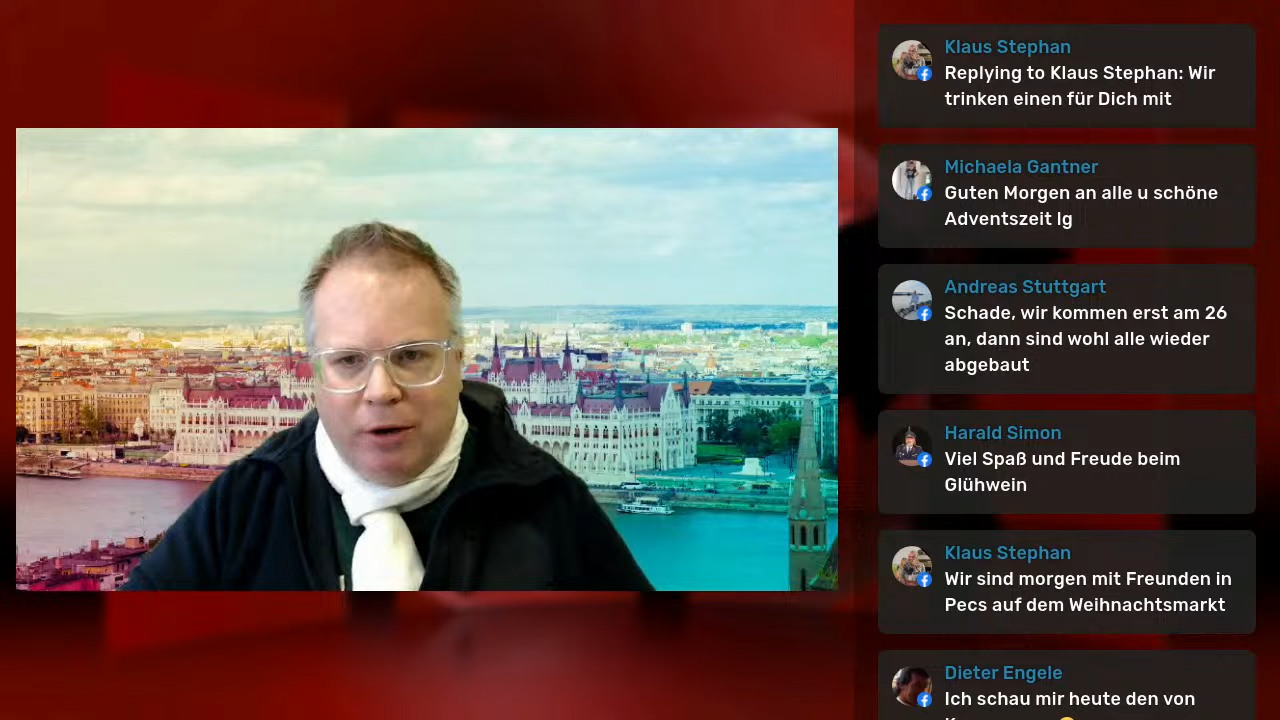 Klaus Stephan
Replying to Klaus Stephan: Wir
trinken einen für Dich mit
Michaela Gantner
Guten Morgen an alle u schöne
Adventszeit lg
Andreas Stuttgart
Schade, wir kommen erst am 26
an, dann sind wohl alle wieder
abgebaut
Harald Simon
Viel Spaß und Freude beim
Glühwein
Klaus Stephan
Wir sind morgen mit Freunden in
Pecs auf dem Weihnachtsmarkt
Dieter Engele
Ich schau mir heute den von